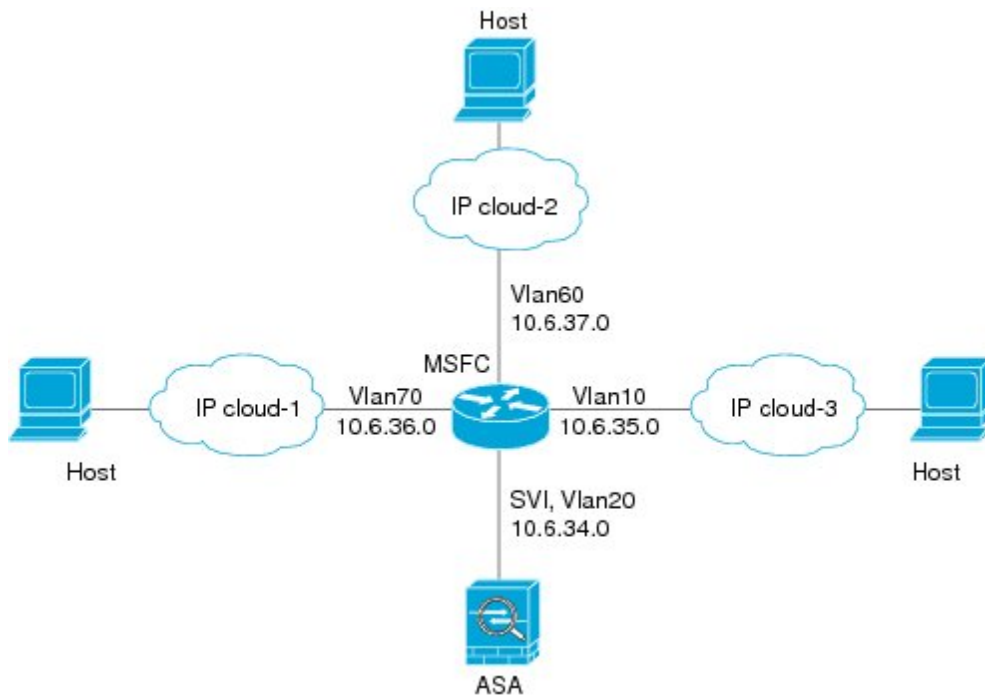 Host
IP cloud-2
Vlan60
10.6.37.0
MSFC
IP cloud-1
Vlan70
10.6.36.0
Vlan10
10.6.35.0
IP cloud-3
Host
Host
SVI, Vlan20
10.6.34.0
ASA